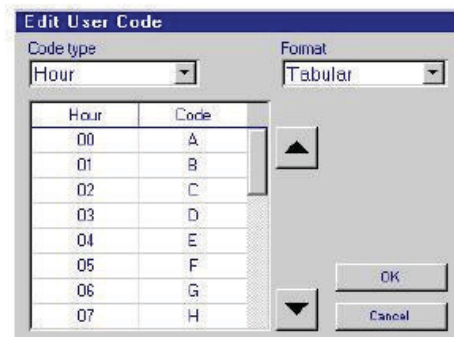 Edit User Code
Code type Format
Hour Tabular
Hour Code
00 A
01 B
02 C
03 D
04 E
05 F
06 G
07 H
OK
Cancel